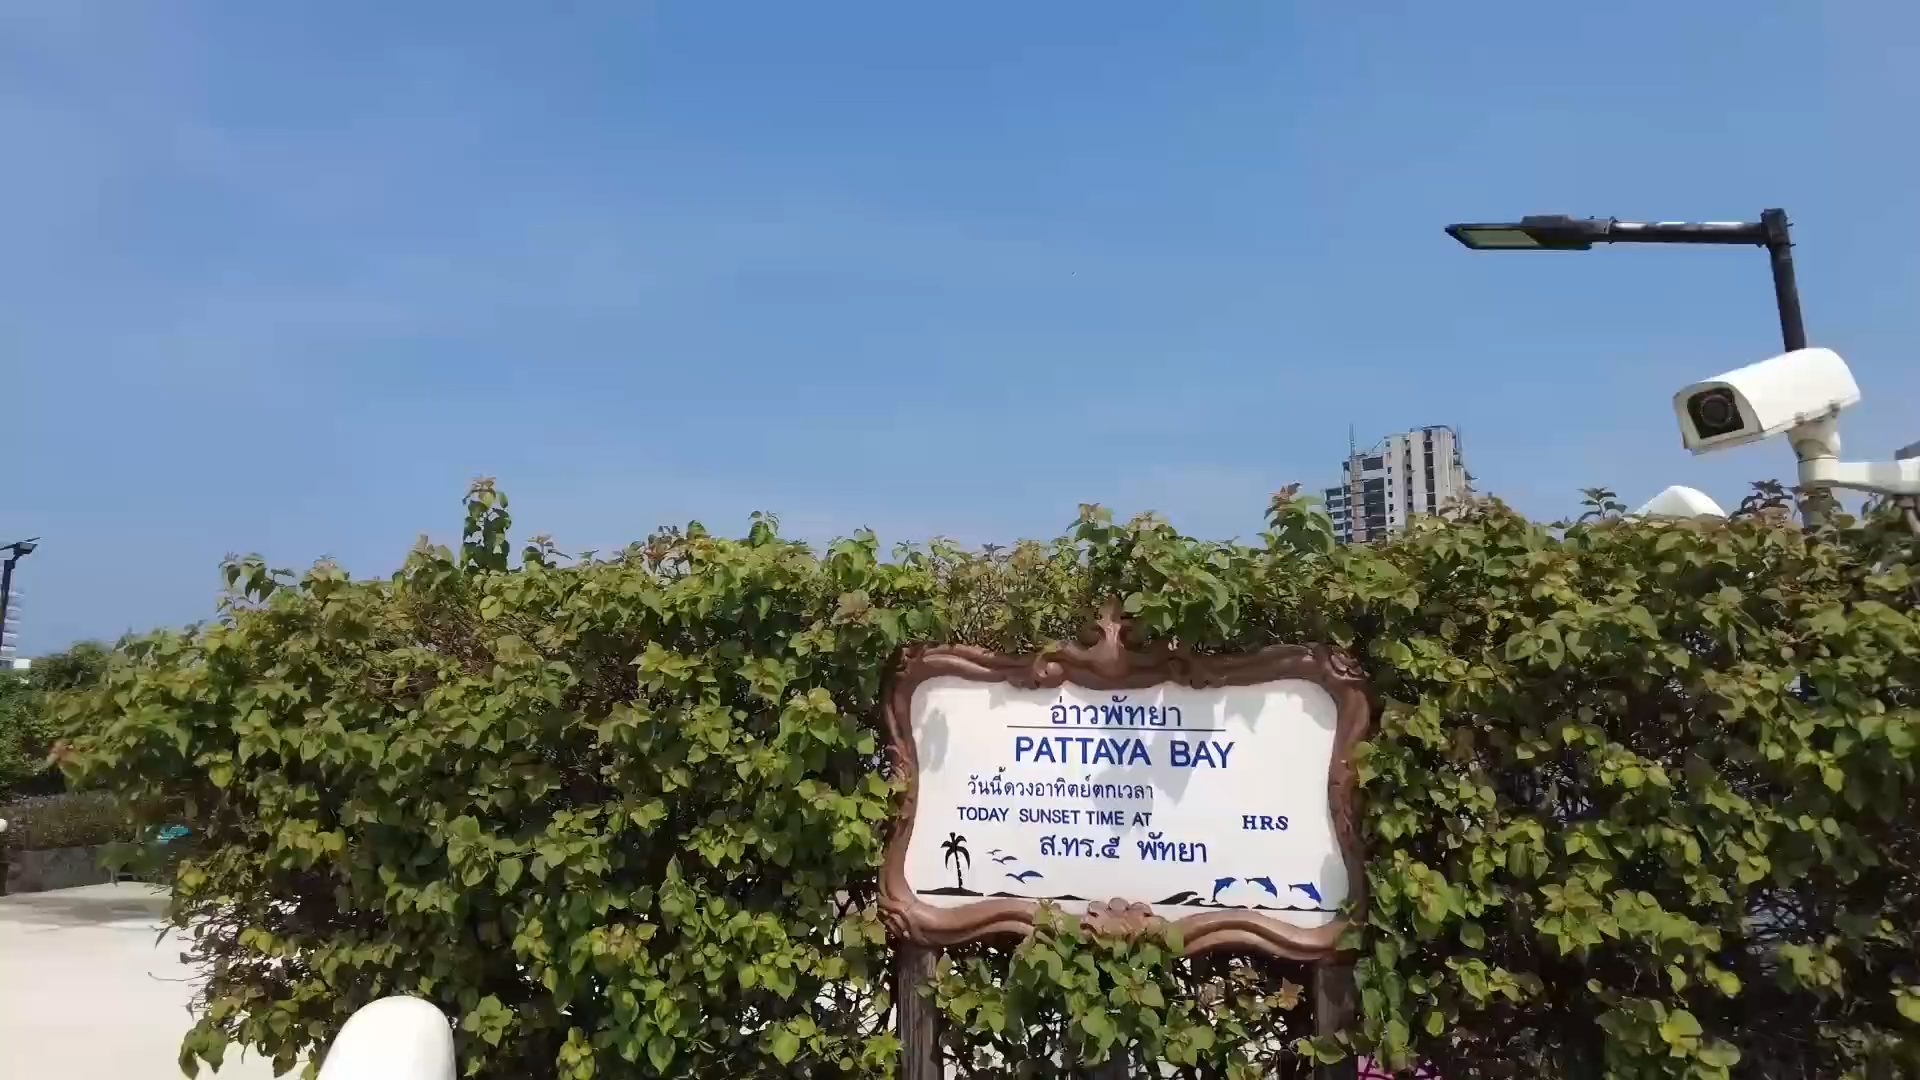 อ่าวพัทยา
PATTAYA BAY
วันนี้ดวงอาทิตย์ตกเวลา
TODAY SUNSET TIME AT HRS
ส.ทร.๕ พัทยา